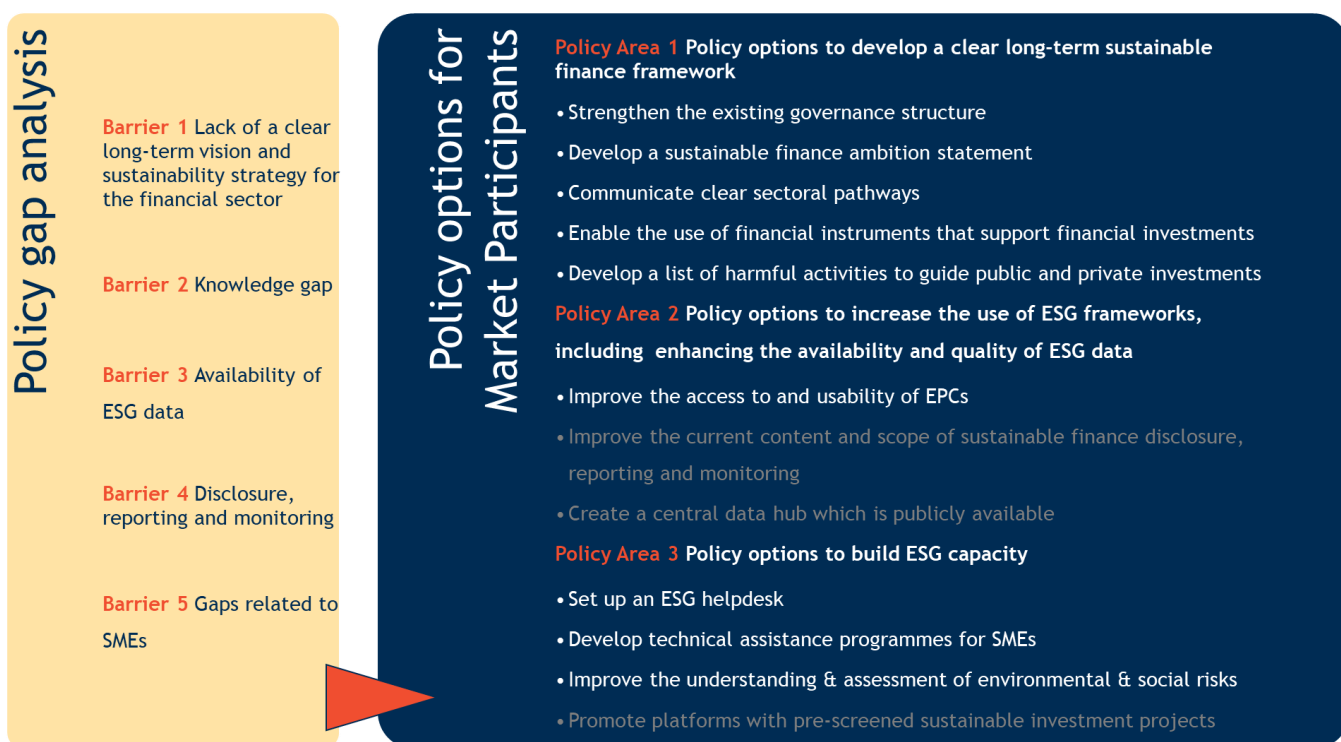 Policy gap analysis
Barrier 1 Lack of a clear
long-term vision and
sustainability strategy for
the financial sector
Barrier 2 Knowledge gap
Barrier 3 Availability of
ESG data
Barrier 4 Disclosure,
reporting and monitoring
Barrier 5 Gaps related to
SMEs
Policy options for
Market Participants
Policy Area 1 Policy options to develop a clear long-term sustainable
finance framework
• Strengthen the existing governance structure
• Develop a sustainable finance ambition statement
• Communicate clear sectoral pathways
• Enable the use of financial instruments that support financial investments
• Develop a list of harmful activities to guide public and private investments
Policy Area 2 Policy options to increase the use of ESG frameworks,
including enhancing the availability and quality of ESG data
• Improve the access to and usability of EPCs
• Improve the current content and scope of sustainable finance disclosure,
reporting and monitoring
• Create a central data hub which is publicly available
Policy Area 3 Policy options to build ESG capacity
• Set up an ESG helpdesk
• Develop technical assistance programmes for SMEs
• Improve the understanding & assessment of environmental & social risks
• Promote platforms with pre-screened sustainable investment projects